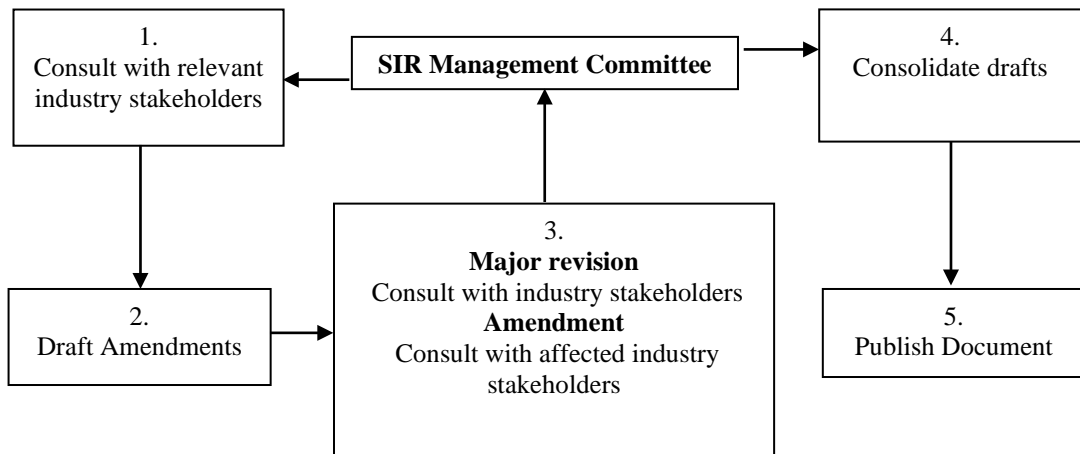 1.
Consult with relevant
industry stakeholders
SIR Management Committee
4.
Consolidate drafts
2.
Draft Amendments
3.
Major revision
Consult with industry stakeholders
Amendment
Consult with affected industry
stakeholders
5.
Publish Document